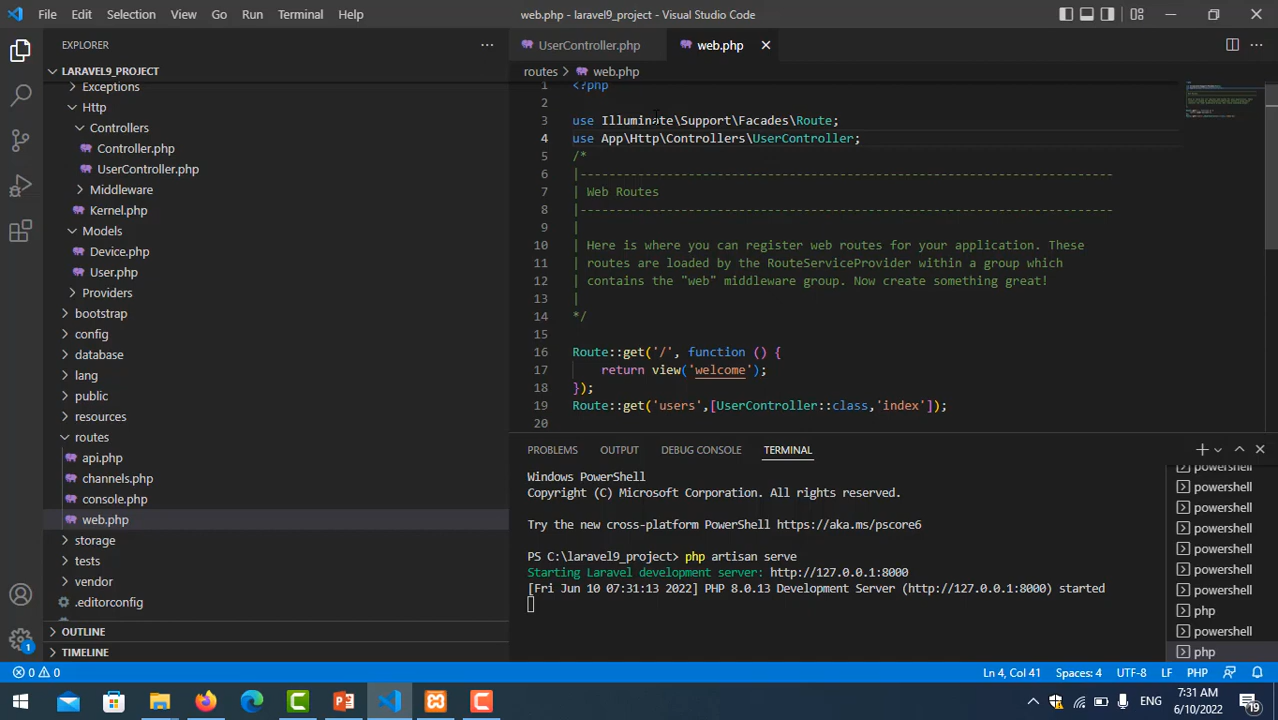 File Edit Selection View Go Run Terminal Help
web.php - laravel9_project - Visual Studio Code
EXPLORER
LARAVEL9_PROJECT
Exceptions
Http
Controllers
Controller.php
UserController.php
Middleware
Kernel.php
Models
Device.php
User.php
Providers
bootstrap
config
database
lang
public
resources
routes
api.php
channels.php
console.php
web.php
storage
tests
vendor
.editorconfig
OUTLINE
TIMELINE
UserController.php web.php
routes > web.php
1 <?php
2
3 use Illuminate\Support\Facades\Route;
4 use App\Http\Controllers\UserController;
5 /*
6 |--------------------------------------------------------------------------
7 | Web Routes
8 |--------------------------------------------------------------------------
9 |
10 | Here is where you can register web routes for your application. These
11 | routes are loaded by the RouteServiceProvider within a group which
12 | contains the "web" middleware group. Now create something great!
13 |
14 */
15
16 Route::get('/', function () {
17 return view('welcome');
18 });
19 Route::get('users',[UserController::class,'index']);
20
PROBLEMS OUTPUT DEBUG CONSOLE TERMINAL
Windows PowerShell
Copyright (C) Microsoft Corporation. All rights reserved.
Try the new cross-platform PowerShell https://aka.ms/pscore6
PS C:\laravel9_project> php artisan serve
Starting Laravel development server: http://127.0.0.1:8000
[Fri Jun 10 07:31:13 2022] PHP 8.0.13 Development Server (http://127.0.0.1:8000) started
powershell
powershell
powershell
powershell
powershell
powershell
powershell
php
powershell
php
1
0 0 Ln 4, Col 41 Spaces: 4 UTF-8 LF PHP
ENG
7:31 AM
6/10/2022
19